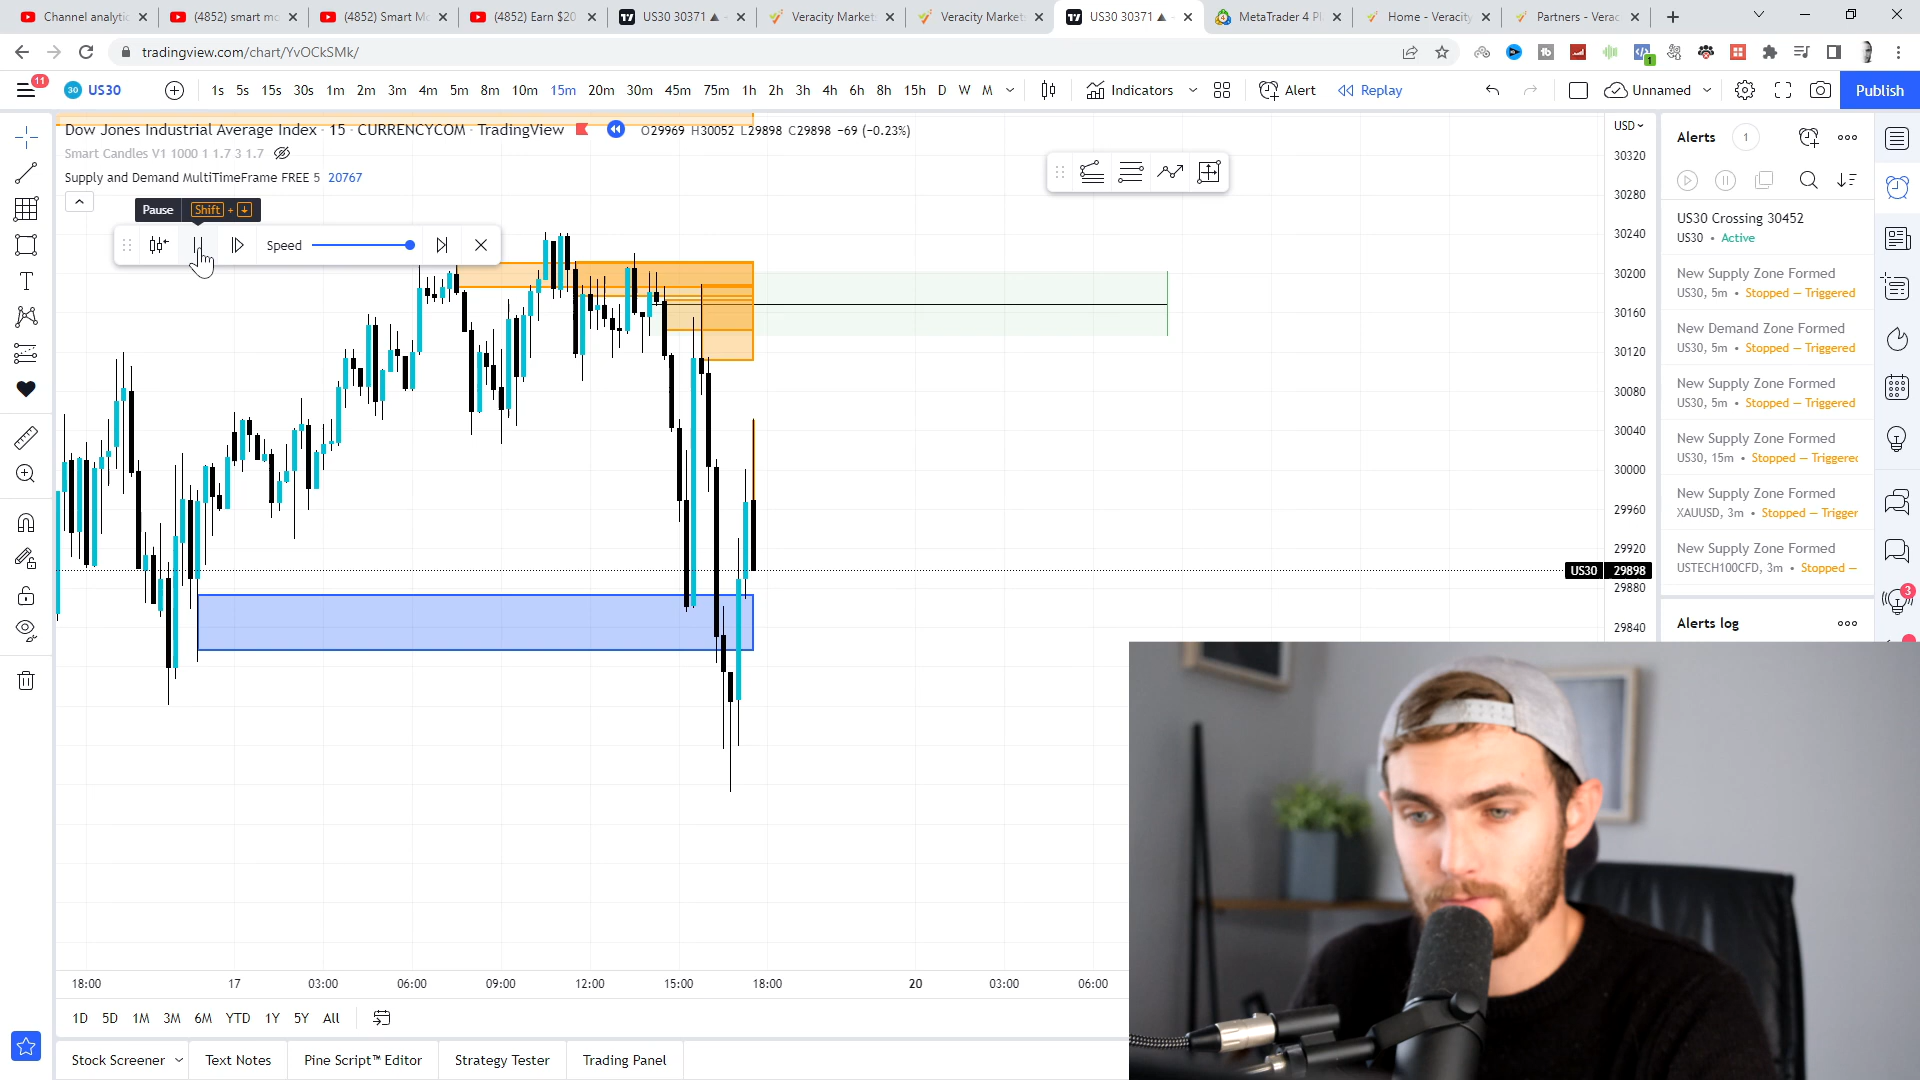 Channel analytic
(4852) smart mo
(4852) Smart M
(4852) Earn $20
US30 30371 ▲
Veracity Market
Veracity Market
US30 30371 ▲
MetaTrader 4 Pl
Home - Veracity
Partners - Verac
tradingview.com/chart/YvOCkSMk/
11
30 US30
1s 5s 15s 30s 1m 2m 3m 4m 5m 8m 10m 15m 20m 30m 45m 75m 1h 2h 3h 4h 6h 8h 15h D W M
Indicators
Alert
Replay
Unnamed
Publish
Dow Jones Industrial Average Index · 15 · CURRENCYCOM · TradingView
O29969 H30052 L29898 C29898 −69 (−0.23%)
Smart Candles V1 1000 1 1.7 3 1.7
Supply and Demand MultiTimeFrame FREE 5 20767
Pause Shift + ↓
Speed
USD
30320
30280
30240
30200
30160
30120
30080
30040
30000
29960
29920
US30 29898
29880
29840
Alerts 1
US30 Crossing 30452
US30 • Active
New Supply Zone Formed
US30, 5m • Stopped — Triggered
New Demand Zone Formed
US30, 5m • Stopped — Triggered
New Supply Zone Formed
US30, 5m • Stopped — Triggered
New Supply Zone Formed
US30, 15m • Stopped — Triggered
New Supply Zone Formed
XAUUSD, 3m • Stopped — Trigger
New Supply Zone Formed
USTECH100CFD, 3m • Stopped —
Alerts log
3
1
18:00 17 03:00 06:00 09:00 12:00 15:00 18:00 20 03:00 06:00
1D 5D 1M 3M 6M YTD 1Y 5Y All
Stock Screener
Text Notes
Pine Script™ Editor
Strategy Tester
Trading Panel